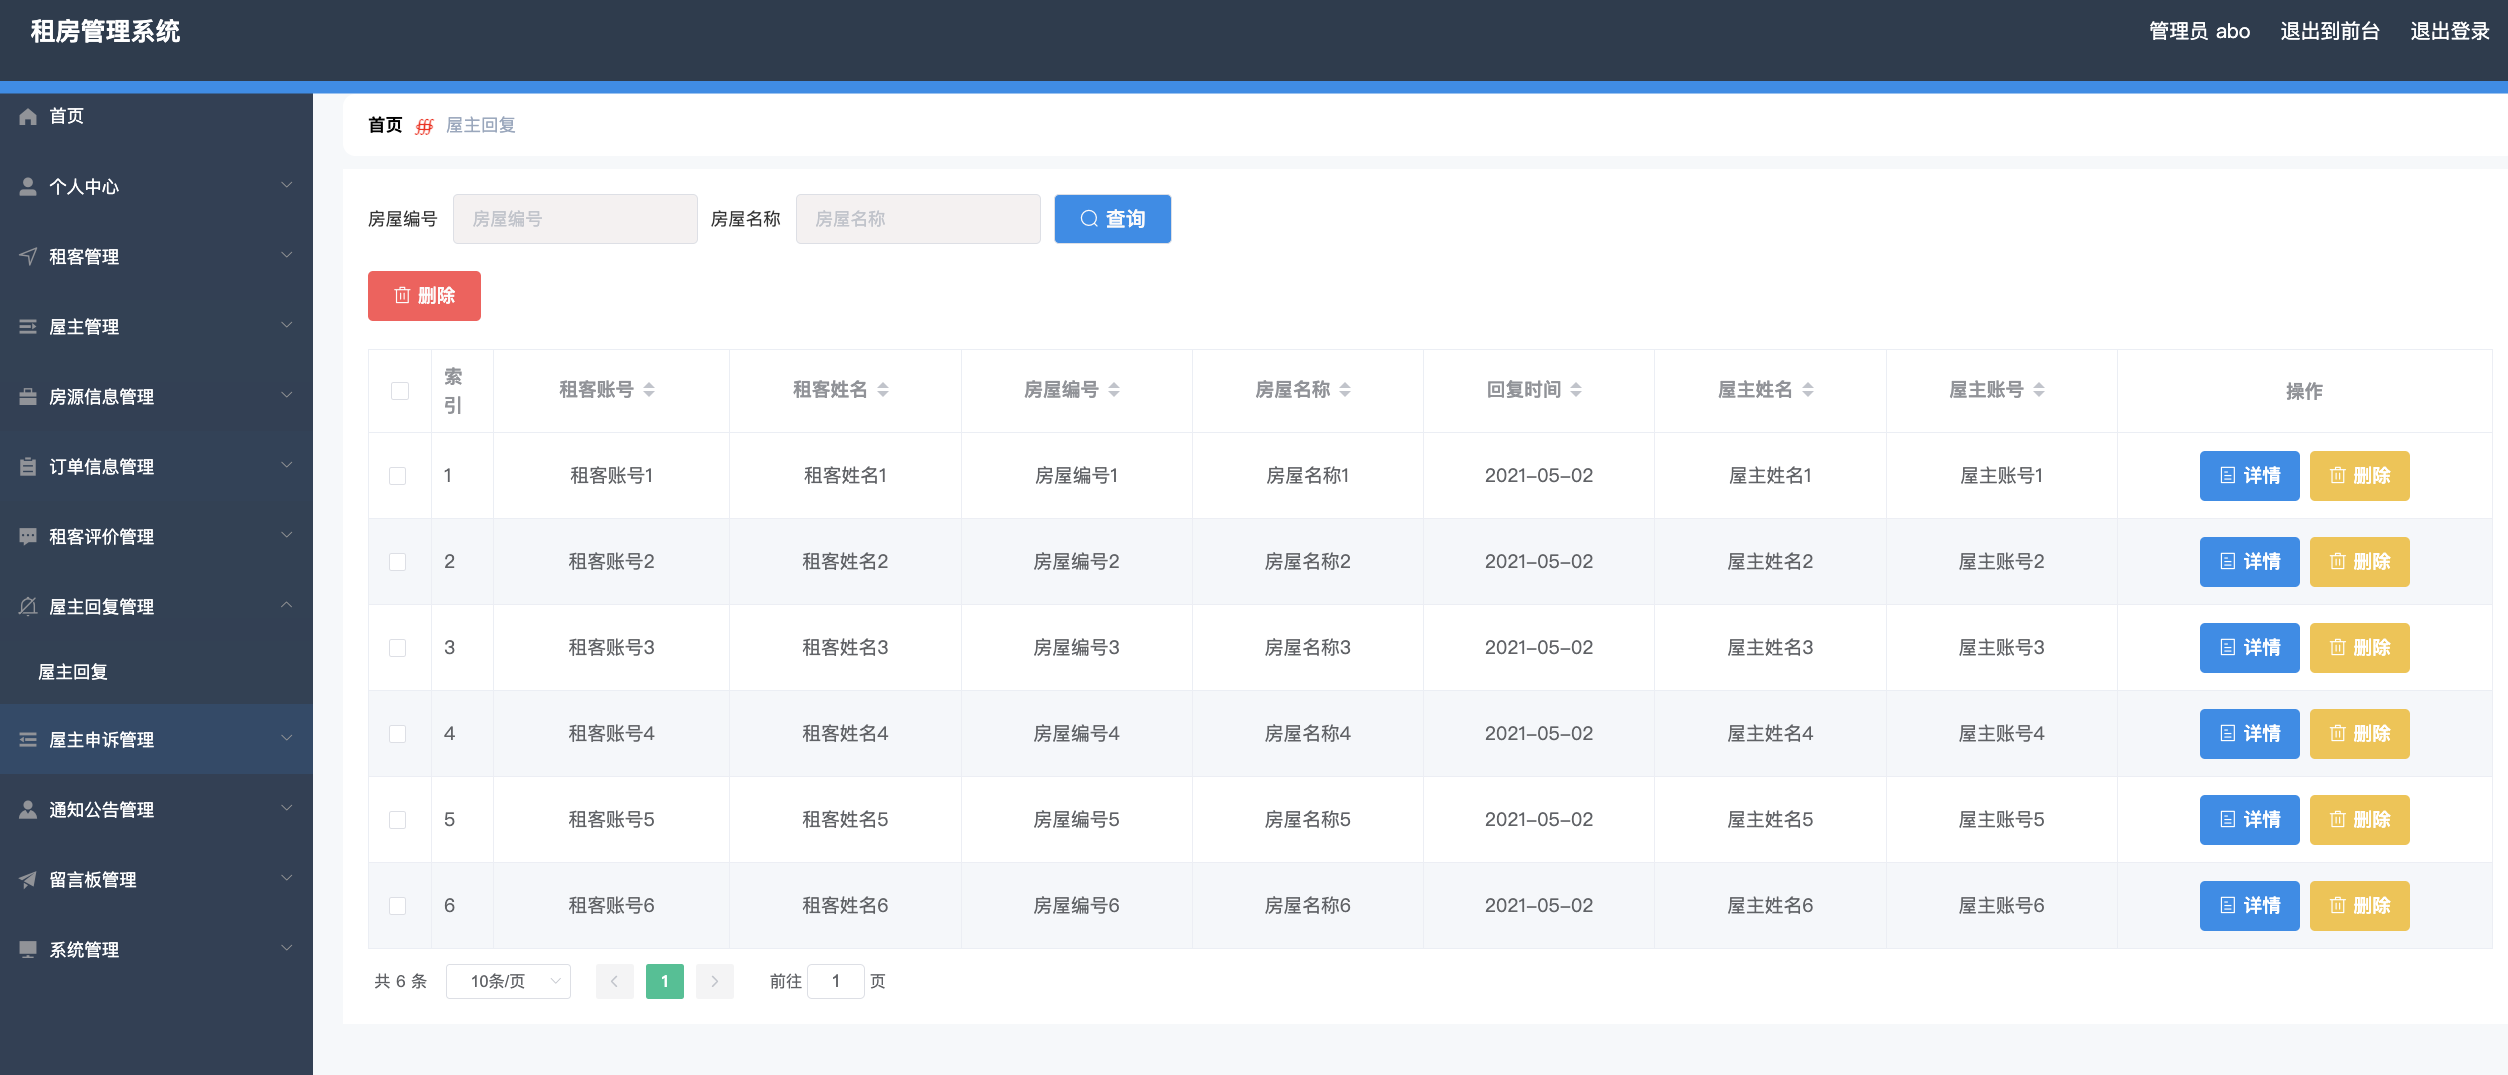 租房管理系统
管理员 abo 退出到前台 退出登录
首页
个人中心
租客管理
屋主管理
房源信息管理
订单信息管理
租客评价管理
屋主回复管理
屋主回复
屋主申诉管理
通知公告管理
留言板管理
系统管理
首页 屋主回复
房屋编号 房屋编号 房屋名称 房屋名称 查询
删除
索引 租客账号 租客姓名 房屋编号 房屋名称 回复时间 屋主姓名 屋主账号 操作
1 租客账号1 租客姓名1 房屋编号1 房屋名称1 2021-05-02 屋主姓名1 屋主账号1 详情 删除
2 租客账号2 租客姓名2 房屋编号2 房屋名称2 2021-05-02 屋主姓名2 屋主账号2 详情 删除
3 租客账号3 租客姓名3 房屋编号3 房屋名称3 2021-05-02 屋主姓名3 屋主账号3 详情 删除
4 租客账号4 租客姓名4 房屋编号4 房屋名称4 2021-05-02 屋主姓名4 屋主账号4 详情 删除
5 租客账号5 租客姓名5 房屋编号5 房屋名称5 2021-05-02 屋主姓名5 屋主账号5 详情 删除
6 租客账号6 租客姓名6 房屋编号6 房屋名称6 2021-05-02 屋主姓名6 屋主账号6 详情 删除
共 6 条 10条/页 1 前往 1 页